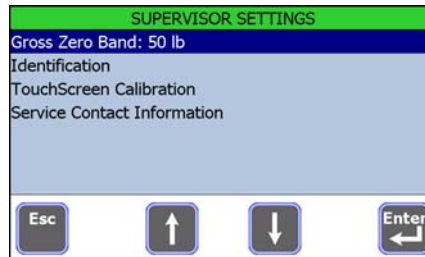 SUPERVISOR SETTINGS
Gross Zero Band: 50 lb
Identification
TouchScreen Calibration
Service Contact Information
Esc
Enter